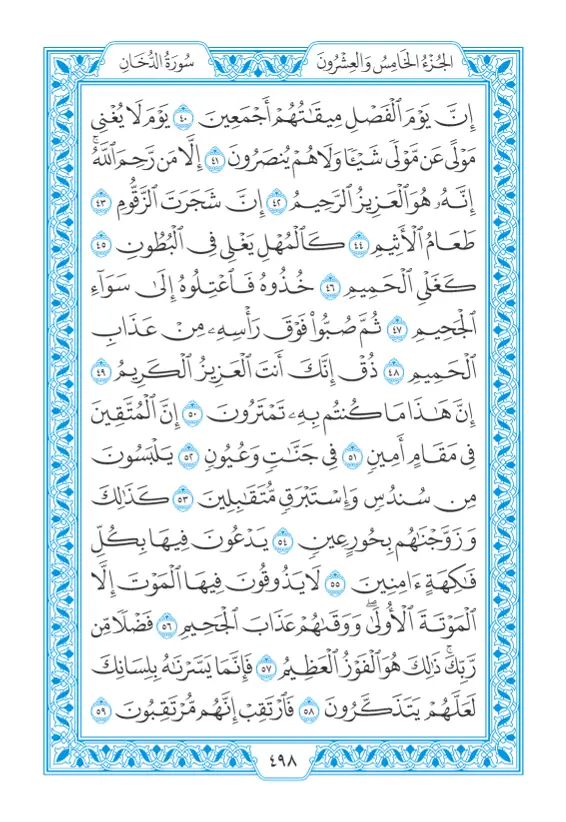 الجُزْءُ الخَامِسُ وَالعِشْرُونَ
سُورَةُ الدُّخَانِ
إِنَّ يَوْمَ ٱلْفَصْلِ مِيقَٰتُهُمْ أَجْمَعِينَ ٤٠ يَوْمَ لَا يُغْنِى
مَوْلًى عَن مَّوْلًى شَيْـًٔا وَلَا هُمْ يُنصَرُونَ ٤١ إِلَّا مَن رَّحِمَ ٱللَّهُۚ
إِنَّهُۥ هُوَ ٱلْعَزِيزُ ٱلرَّحِيمُ ٤٢ إِنَّ شَجَرَتَ ٱلزَّقُّومِ ٤٣
طَعَامُ ٱلْأَثِيمِ ٤٤ كَٱلْمُهْلِ يَغْلِى فِى ٱلْبُطُونِ ٤٥
كَغَلْىِ ٱلْحَمِيمِ ٤٦ خُذُوهُ فَٱعْتِلُوهُ إِلَىٰ سَوَآءِ
ٱلْجَحِيمِ ٤٧ ثُمَّ صُبُّوا۟ فَوْقَ رَأْسِهِۦ مِنْ عَذَابِ
ٱلْحَمِيمِ ٤٨ ذُقْ إِنَّكَ أَنتَ ٱلْعَزِيزُ ٱلْكَرِيمُ ٤٩
إِنَّ هَٰذَا مَا كُنتُم بِهِۦ تَمْتَرُونَ ٥٠ إِنَّ ٱلْمُتَّقِينَ
فِى مَقَامٍ أَمِينٍ ٥١ فِى جَنَّٰتٍ وَعُيُونٍ ٥٢ يَلْبَسُونَ
مِن سُندُسٍ وَإِسْتَبْرَقٍ مُّتَقَٰبِلِينَ ٥٣ كَذَٰلِكَ
وَزَوَّجْنَٰهُم بِحُورٍ عِينٍ ٥٤ يَدْعُونَ فِيهَا بِكُلِّ
فَٰكِهَةٍ ءَامِنِينَ ٥٥ لَا يَذُوقُونَ فِيهَا ٱلْمَوْتَ إِلَّا
ٱلْمَوْتَةَ ٱلْأُولَىٰۖ وَوَقَىٰهُمْ عَذَابَ ٱلْجَحِيمِ ٥٦ فَضْلًا مِّن
رَّبِّكَۚ ذَٰلِكَ هُوَ ٱلْفَوْزُ ٱلْعَظِيمُ ٥٧ فَإِنَّمَا يَسَّرْنَٰهُ بِلِسَانِكَ
لَعَلَّهُمْ يَتَذَكَّرُونَ ٥٨ فَٱرْتَقِبْ إِنَّهُم مُّرْتَقِبُونَ ٥٩
٤٩٨